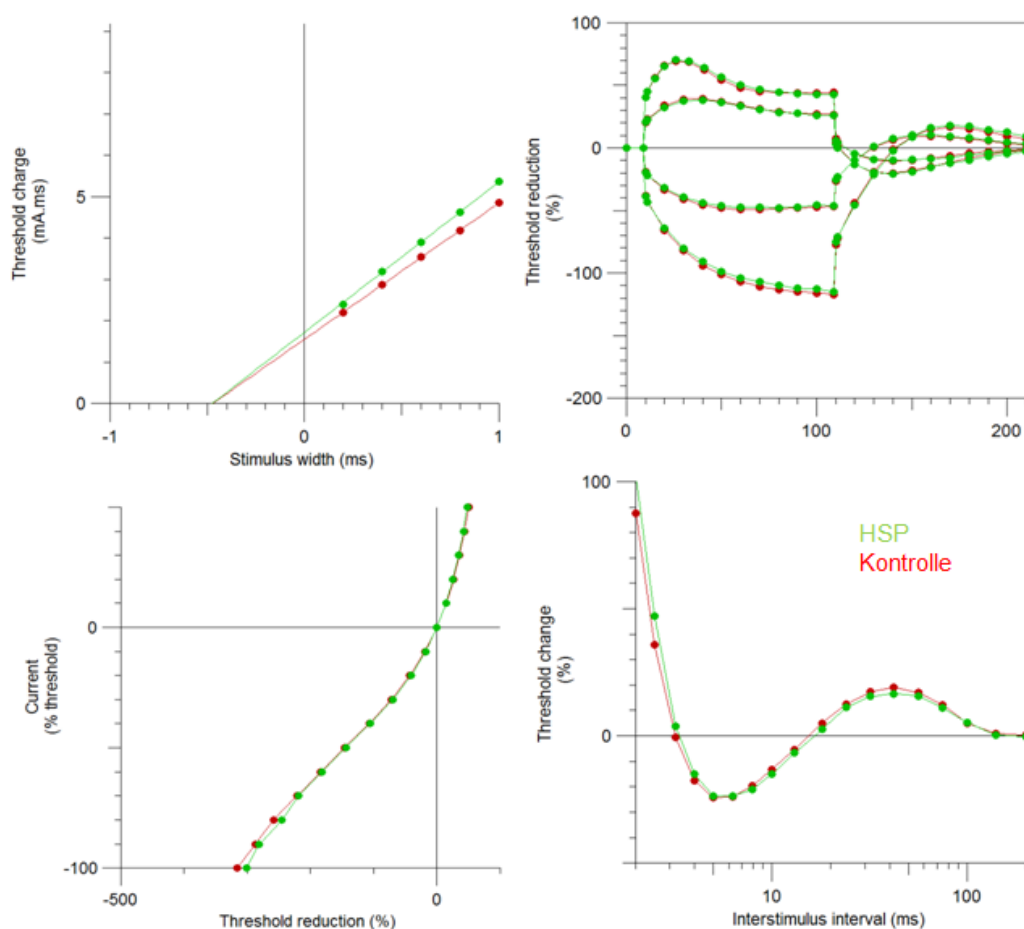 Threshold charge
(mA.ms)
5
0
-1
0
1
Stimulus width (ms)
Threshold reduction
(%)
100
0
-100
-200
0
100
200
Current
(% threshold)
0
-100
-500
0
Threshold reduction (%)
Threshold change
(%)
100
0
HSP
Kontrolle
10
100
Interstimulus interval (ms)